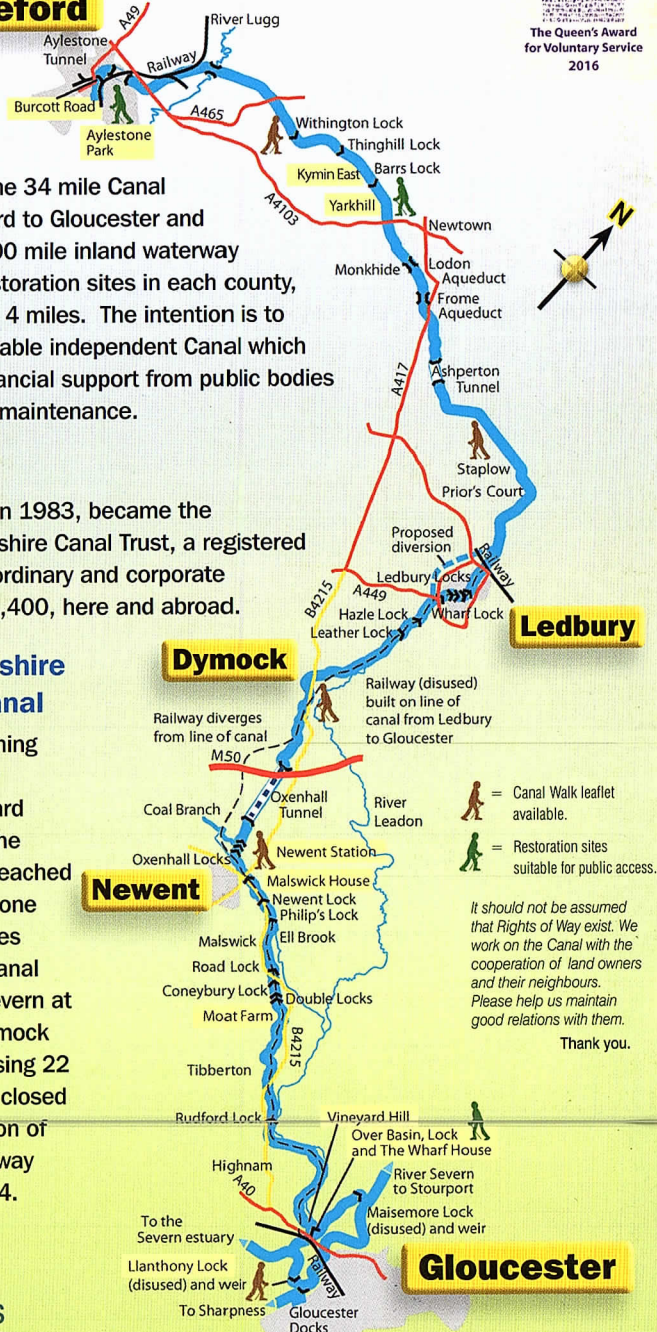 eford
A49
River Lugg
The Queen's Award
for Voluntary Service
2016
Aylestone
Tunnel
Railway
Burcott Road
Aylestone
Park
A465
Withington Lock
Thinghill Lock
Kymin East
Barrs Lock
Yarkhill
A4103
Newtown
N
Monkhide
Lodon
Aqueduct
Frome
Aqueduct
A417
Ashperton
Tunnel
Staplow
Prior's Court
Proposed
diversion
Railway
Ledbury Locks
B4215
A449
Hazle Lock
Wharf Lock
Leather Lock
Ledbury
Dymock
Railway (disused)
built on line of
canal from Ledbury
to Gloucester
Railway diverges
from line of canal
M50
Oxenhall
Tunnel
Coal Branch
River
Leadon
Oxenhall Locks
Newent Station
Newent
Malswick House
Newent Lock
Philip's Lock
Malswick
Ell Brook
Road Lock
Coneybury Lock
Double Locks
Moat Farm
B4215
Tibberton
Rudford Lock
Vineyard Hill
Over Basin, Lock
and The Wharf House
Highnam
A40
River Severn
to Stourport
Maisemore Lock
(disused) and weir
To the
Severn estuary
Llanthony Lock
(disused) and weir
Railway
Gloucester
To Sharpness
Gloucester
Docks
= Canal Walk leaflet
available.
= Restoration sites
suitable for public access.
It should not be assumed
that Rights of Way exist. We
work on the Canal with the
cooperation of land owners
and their neighbours.
Please help us maintain
good relations with them.
Thank you.
ne 34 mile Canal
rd to Gloucester and
00 mile inland waterway
storation sites in each county,
4 miles. The intention is to
able independent Canal which
ancial support from public bodies
maintenance.
n 1983, became the
shire Canal Trust, a registered
ordinary and corporate
,400, here and abroad.
shire
anal
ning
ard
ne
eached
one
es
anal
evern at
mock
sing 22
closed
on of
way
4.
s